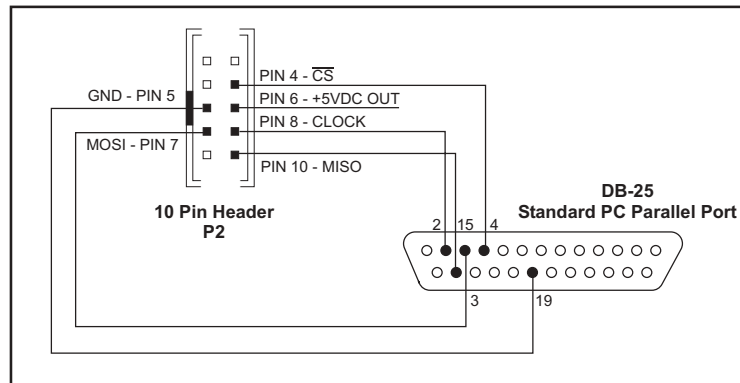 PIN 4 - C̅S̅
GND - PIN 5
PIN 6 - +5VDC OUT
PIN 8 - CLOCK
MOSI - PIN 7
PIN 10 - MISO
10 Pin Header
P2
DB-25
Standard PC Parallel Port
2 15 4
3 19